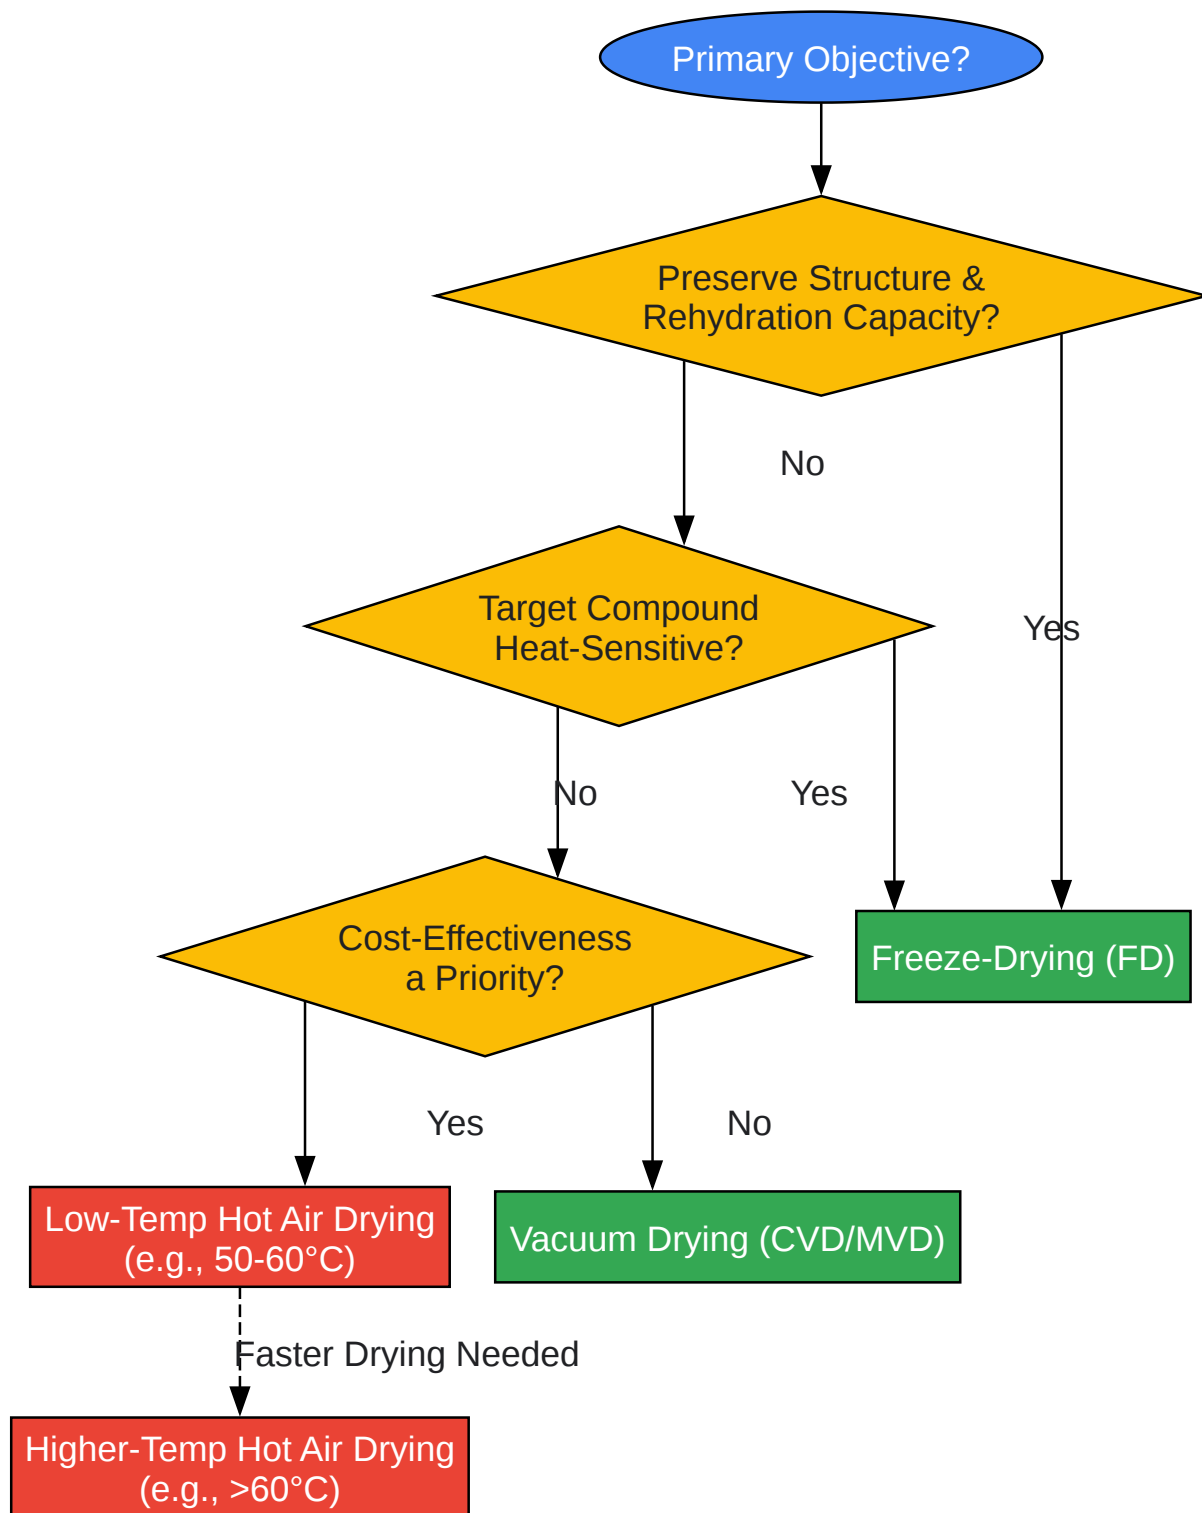 Primary Objective?
Preserve Structure &
Rehydration Capacity?
No
Target Compound
Heat-Sensitive?
Yes
No
Yes
Cost-Effectiveness
a Priority?
Freeze-Drying (FD)
Yes
No
Low-Temp Hot Air Drying
(e.g., 50-60°C)
Vacuum Drying (CVD/MVD)
Faster Drying Needed
Higher-Temp Hot Air Drying
(e.g., >60°C)